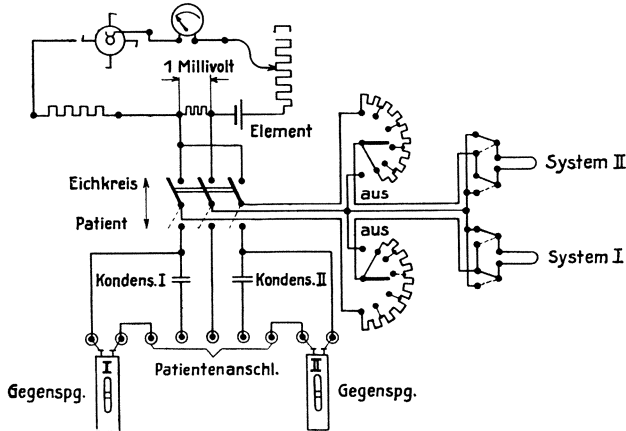 1 Millivolt
Element
Eichkreis
Patient
aus
aus
System II
System I
Kondens.I
Kondens.II
I
II
Gegenspg.
Patientenanschl.
Gegenspg.